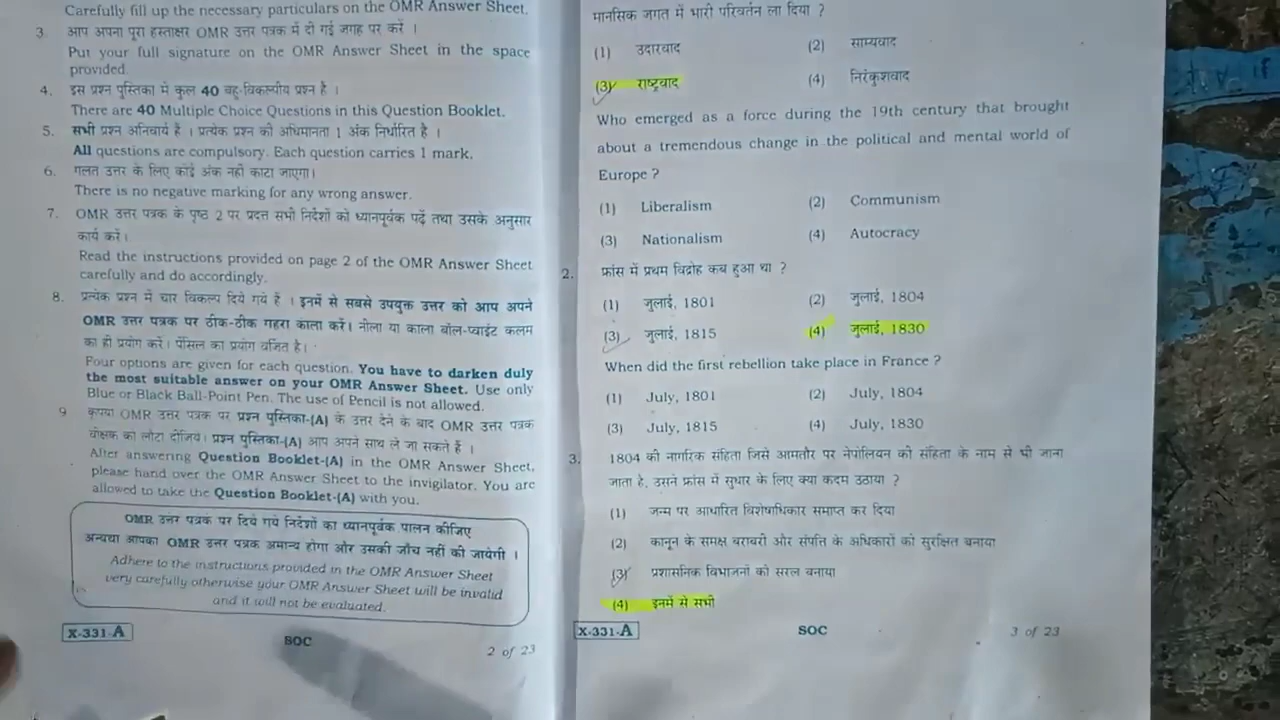 Carefully fill up the necessary particulars on the OMR Answer Sheet.
3. आप अपना पूरा हस्ताक्षर OMR उत्तर पत्रक में दी गई जगह पर करें ।
Put your full signature on the OMR Answer Sheet in the space
provided.
4. इस प्रश्न पुस्तिका में कुल 40 बहु-विकल्पीय प्रश्न है ।
There are 40 Multiple Choice Questions in this Question Booklet.
5. सभी प्रश्न अनिवार्य है । प्रत्येक प्रश्न की अधिमानता 1 अंक निर्धारित है ।
All questions are compulsory. Each question carries 1 mark.
6. गलत उत्तर के लिए कोई अंक नहीं काटा जाएगा।
There is no negative marking for any wrong answer.
7. OMR उत्तर पत्रक के पृष्ठ 2 पर प्रदत्त सभी निर्देशों को ध्यानपूर्वक पढ़ें तथा उसके अनुसार
कार्य करें।
Read the instructions provided on page 2 of the OMR Answer Sheet
carefully and do accordingly.
8. प्रत्येक प्रश्न में चार विकल्प दिये गये हैं । इनमें से सबसे उपयुक्त उत्तर को आप अपने
OMR उत्तर पत्रक पर ठीक-ठीक गहरा काला करें। नीला या काला बॉल-प्वाइंट कलम
का ही प्रयोग करें। पेंसिल का प्रयोग वर्जित है।
Four options are given for each question. You have to darken duly
the most suitable answer on your OMR Answer Sheet. Use only
Blue or Black Ball-Point Pen. The use of Pencil is not allowed.
9 कृपया OMR उत्तर पत्रक पर प्रश्न पुस्तिका-(A) के उत्तर देने के बाद OMR उत्तर पत्रक
वीक्षक को लौटा दीजिये। प्रश्न पुस्तिका-(A) आप अपने साथ ले जा सकते हैं ।
After answering Question Booklet-(A) in the OMR Answer Sheet,
please hand over the OMR Answer Sheet to the invigilator. You are
allowed to take the Question Booklet-(A) with you.
OMR उत्तर पत्रक पर दिये गये निर्देशों का ध्यानपूर्वक पालन कीजिए
अन्यथा आपका OMR उत्तर पत्रक अमान्य होगा और उसकी जाँच नहीं की जायेगी ।
Adhere to the instructions provided in the OMR Answer Sheet
very carefully otherwise your OMR Answer Sheet will be invalid
and it will not be evaluated.
X-331-A SOC 2 of 23
मानसिक जगत में भारी परिवर्तन ला दिया ?
(1) उदारवाद (2) साम्यवाद
(3) राष्ट्रवाद (4) निरंकुशवाद
Who emerged as a force during the 19th century that brought
about a tremendous change in the political and mental world of
Europe ?
(1) Liberalism (2) Communism
(3) Nationalism (4) Autocracy
2. फ्रांस में प्रथम विद्रोह कब हुआ था ?
(1) जुलाई, 1801 (2) जुलाई, 1804
(3) जुलाई, 1815 (4) जुलाई, 1830
When did the first rebellion take place in France ?
(1) July, 1801 (2) July, 1804
(3) July, 1815 (4) July, 1830
3. 1804 की नागरिक संहिता जिसे आमतौर पर नेपोलियन की संहिता के नाम से भी जाना
जाता है, उसने फ्रांस में सुधार के लिए क्या कदम उठाया ?
(1) जन्म पर आधारित विशेषाधिकार समाप्त कर दिया
(2) कानून के समक्ष बराबरी और संपत्ति के अधिकारों को सुरक्षित बनाया
(3) प्रशासनिक विभाजनों को सरल बनाया
(4) इनमें से सभी
X-331-A SOC 3 of 23